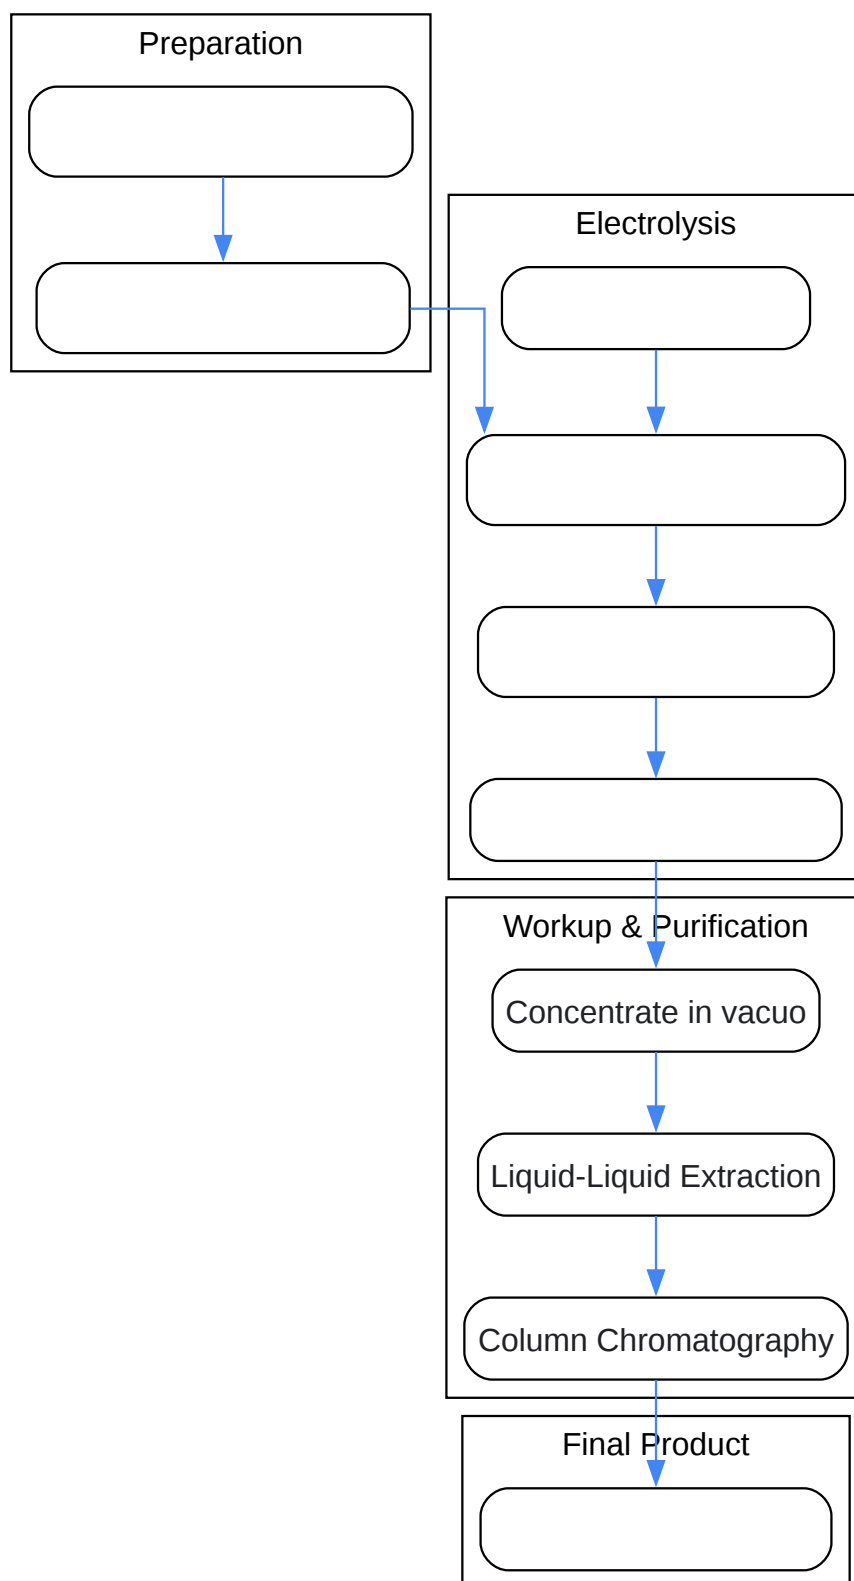 Preparation
Electrolysis
Workup & Purification
Concentrate in vacuo
Liquid-Liquid Extraction
Column Chromatography
Final Product